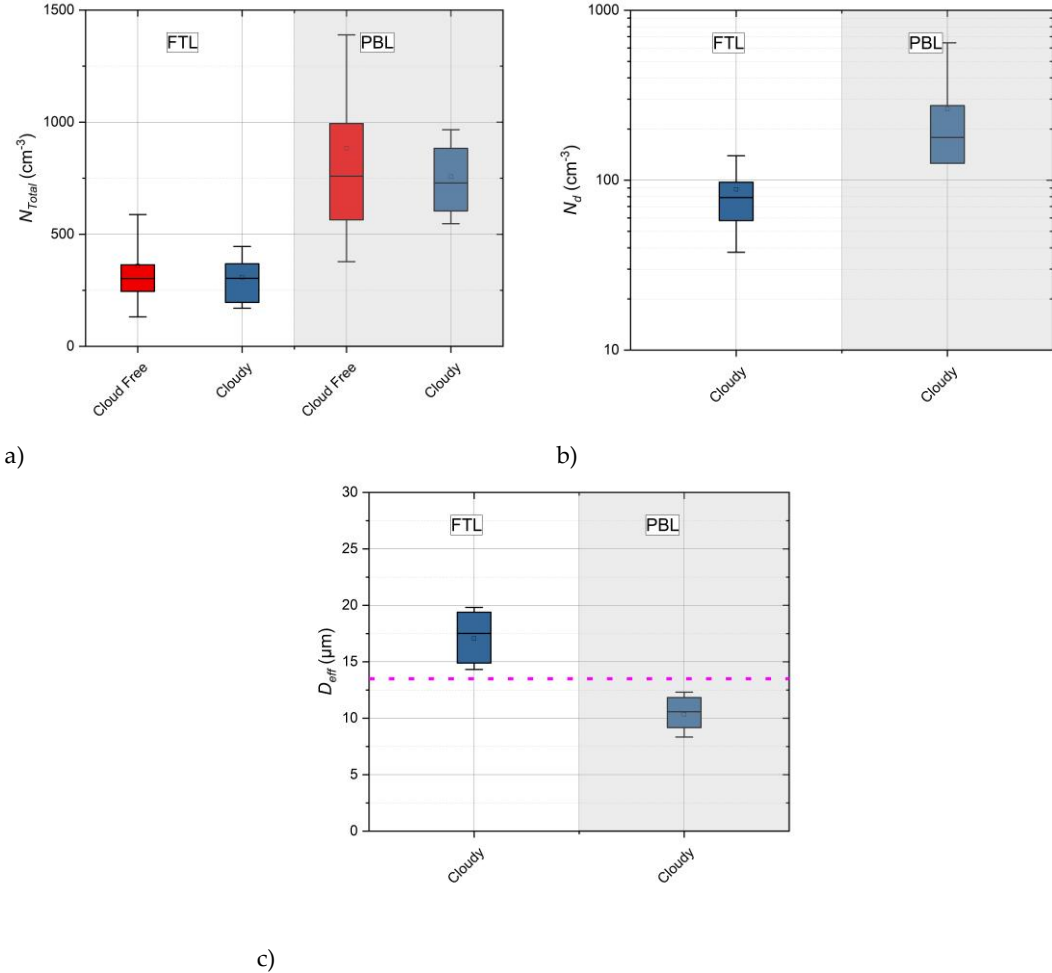 1500
1000
500
0
N_Total (cm⁻³)
FTL
PBL
Cloud Free
Cloudy
Cloud Free
Cloudy
a)
1000
100
10
N_d (cm⁻³)
FTL
PBL
Cloudy
Cloudy
b)
30
25
20
15
10
5
0
D_eff (μm)
FTL
PBL
Cloudy
Cloudy
c)